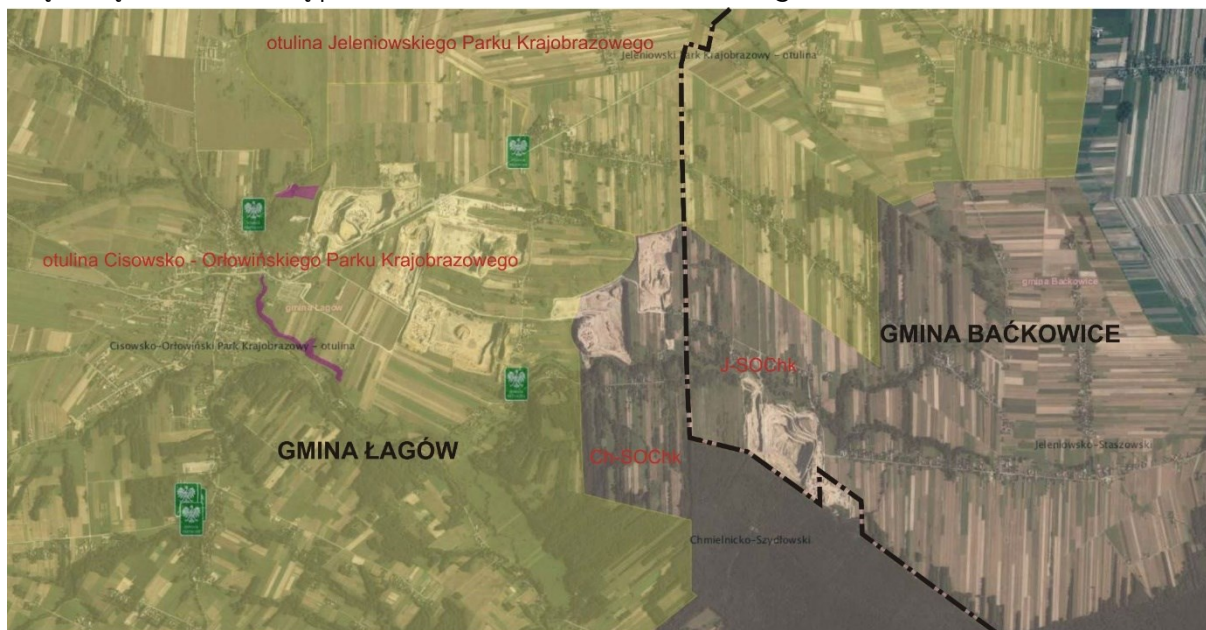 otulina Jeleniowskiego Parku Krajobrazowego
Jeleniowski Park Krajobrazowy - otulina
otulina Cisowsko - Orłowińskiego Parku Krajobrazowego
gmina Łagów
gmina Baćkowice
GMINA BAĆKOWICE
Cisowsko-Orłowiński Park Krajobrazowy - otulina
J-SOChk
GMINA ŁAGÓW
Ch-SOChk
Jeleniowsko-Staszowski
Chmielnicko-Szydłowski